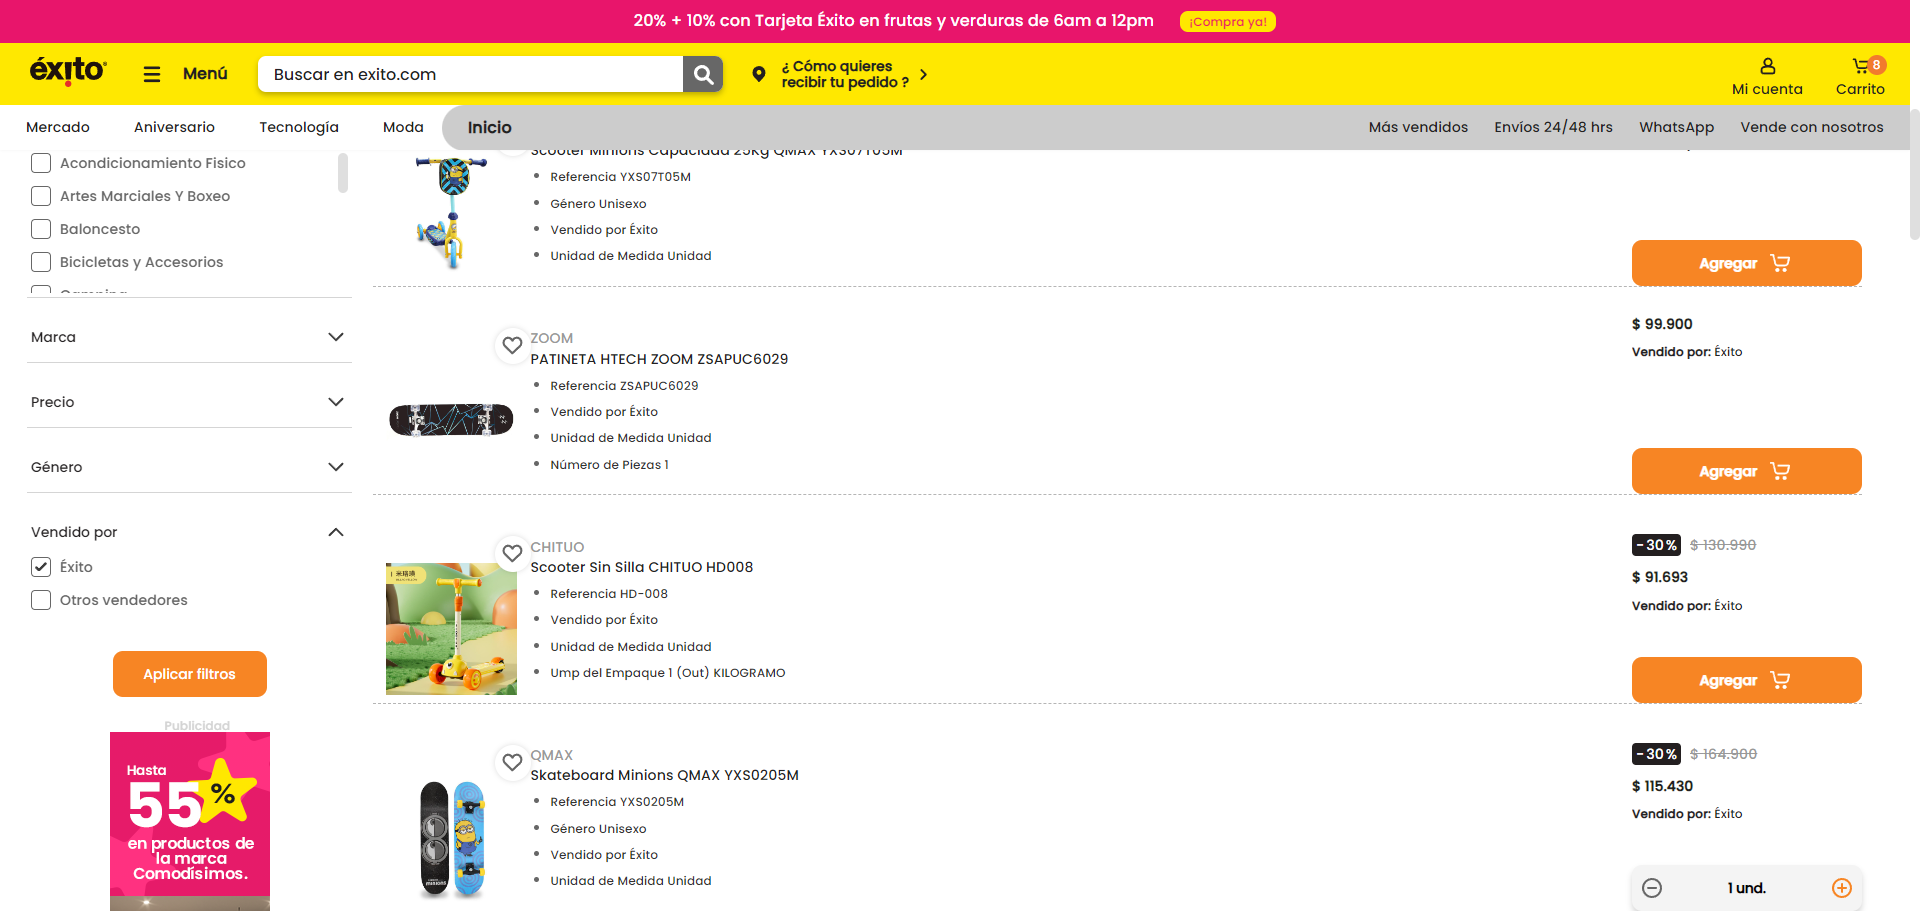 20% + 10% con Tarjeta Éxito en frutas y verduras de 6am a 12pm
¡Compra ya!
éxito
Menú
Buscar en exito.com
¿ Cómo quieres
recibir tu pedido ?
Mi cuenta
8
Carrito
Mercado
Aniversario
Tecnología
Moda
Inicio
Más vendidos
Envíos 24/48 hrs
WhatsApp
Vende con nosotros
Acondicionamiento Fisico
Artes Marciales Y Boxeo
Baloncesto
Bicicletas y Accesorios
Camping
Marca
Precio
Género
Vendido por
Éxito
Otros vendedores
Aplicar filtros
Publicidad
Hasta
55%
en productos de
la marca
Comodísimos.
Scooter Minions Capacidad 25Kg QMAX YXS07T05M
Referencia YXS07T05M
Género Unisexo
Vendido por Éxito
Unidad de Medida Unidad
Agregar
ZOOM
PATINETA HTECH ZOOM ZSAPUC6029
Referencia ZSAPUC6029
Vendido por Éxito
Unidad de Medida Unidad
Número de Piezas 1
$ 99.900
Vendido por: Éxito
Agregar
CHITUO
Scooter Sin Silla CHITUO HD008
Referencia HD-008
Vendido por Éxito
Unidad de Medida Unidad
Ump del Empaque 1 (Out) KILOGRAMO
-30% $ 130.990
$ 91.693
Vendido por: Éxito
Agregar
QMAX
Skateboard Minions QMAX YXS0205M
Referencia YXS0205M
Género Unisexo
Vendido por Éxito
Unidad de Medida Unidad
-30% $ 164.900
$ 115.430
Vendido por: Éxito
1 und.